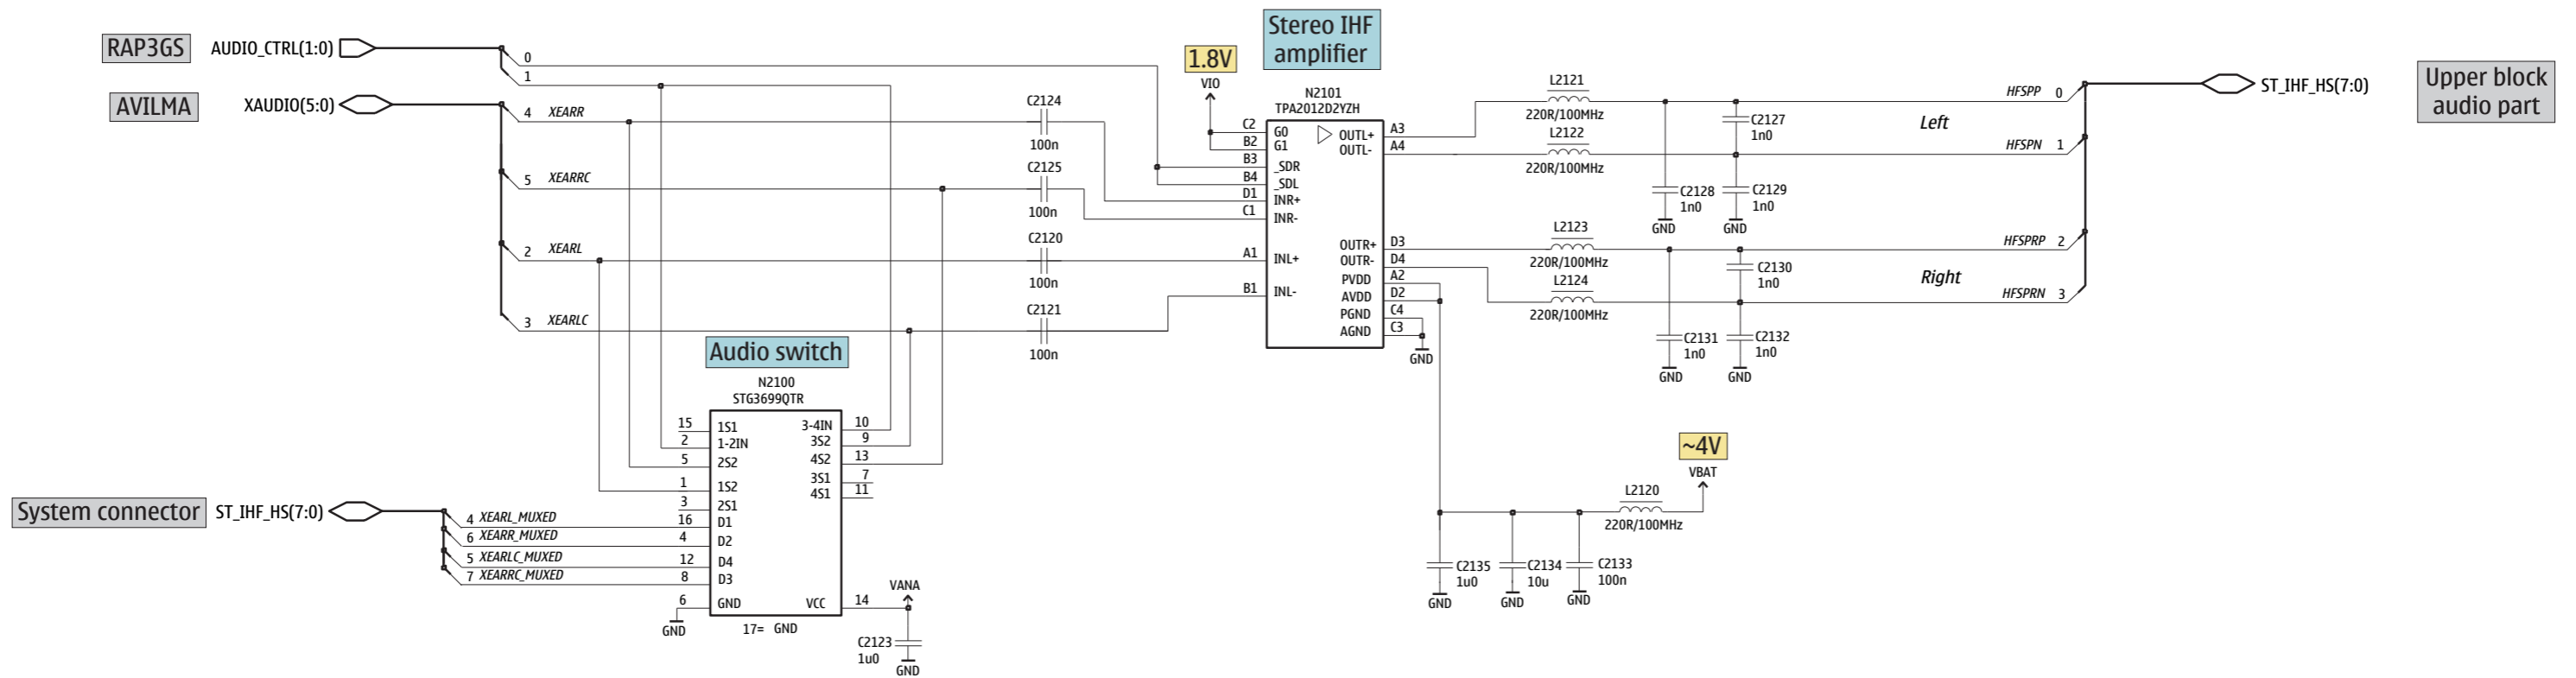 RAP3GS
AUDIO_CTRL(1:0)
0
1
AVILMA
XAUDIO(5:0)
4 XEARR
5 XEARRC
2 XEARL
3 XEARLC
C2124
100n
C2125
100n
C2120
100n
C2121
100n
1.8V
VIO
Stereo IHF
amplifier
N2101
TPA2012D2YZH
C2 G0
B2 G1
B3 _SDR
B4 _SDL
D1 INR+
C1 INR-
A1 INL+
B1 INL-
OUTL+ A3
OUTL- A4
OUTR+ D3
OUTR- D4
PVDD A2
AVDD D2
PGND C4
AGND C3
GND
L2121
220R/100MHz
L2122
220R/100MHz
C2127
1n0
C2128
1n0
GND
C2129
1n0
GND
Left
HFSPP 0
HFSPN 1
L2123
220R/100MHz
L2124
220R/100MHz
C2130
1n0
C2131
1n0
GND
C2132
1n0
GND
Right
HFSPRP 2
HFSPRN 3
ST_IHF_HS(7:0)
Upper block
audio part
Audio switch
N2100
STG3699QTR
15 1S1
2 1-2IN
5 2S2
1 1S2
3 2S1
16 D1
4 D2
12 D4
8 D3
6 GND
3-4IN 10
3S2 9
4S2 13
3S1 7
4S1 11
VCC 14
17= GND
GND
System connector
ST_IHF_HS(7:0)
4 XEARL_MUXED
6 XEARR_MUXED
5 XEARLC_MUXED
7 XEARRC_MUXED
VANA
C2123
1u0
GND
~4V
VBAT
L2120
220R/100MHz
C2135
1u0
GND
C2134
10u
GND
C2133
100n
GND